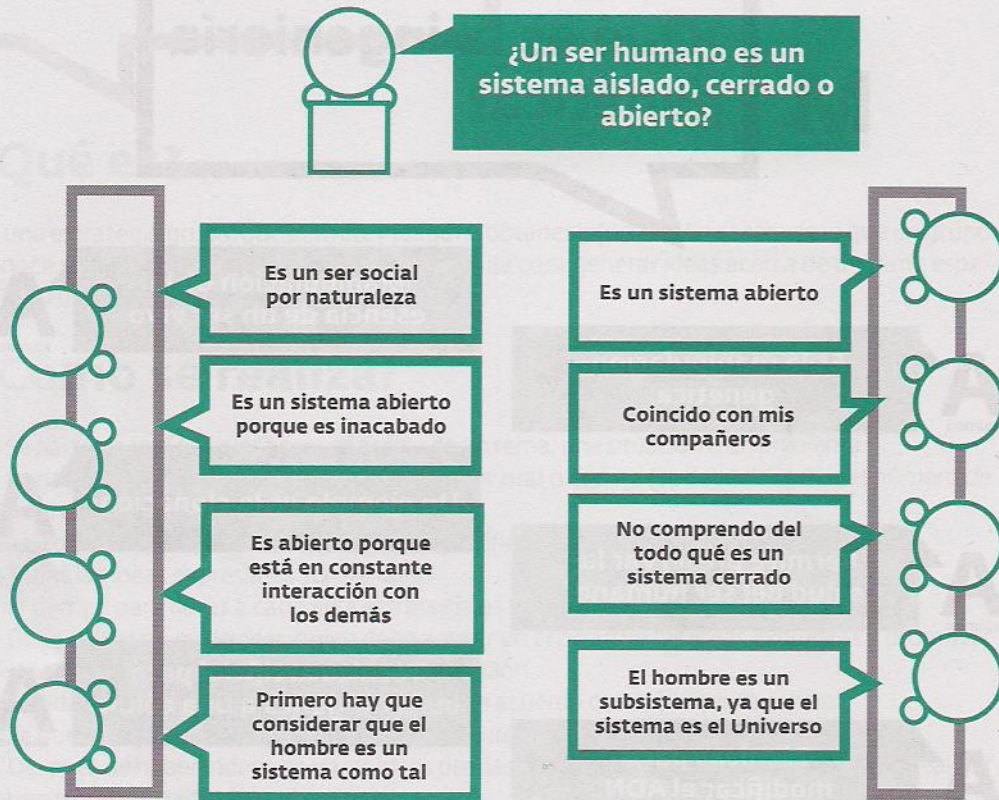 ¿Un ser humano es un
sistema aislado, cerrado o
abierto?
Es un ser social
por naturaleza
Es un sistema abierto
porque es inacabado
Es abierto porque
está en constante
interacción con
los demás
Primero hay que
considerar que el
hombre es un
sistema como tal
Es un sistema abierto
Coincido con mis
compañeros
No comprendo del
todo qué es un
sistema cerrado
El hombre es un
subsistema, ya que el
sistema es el Universo